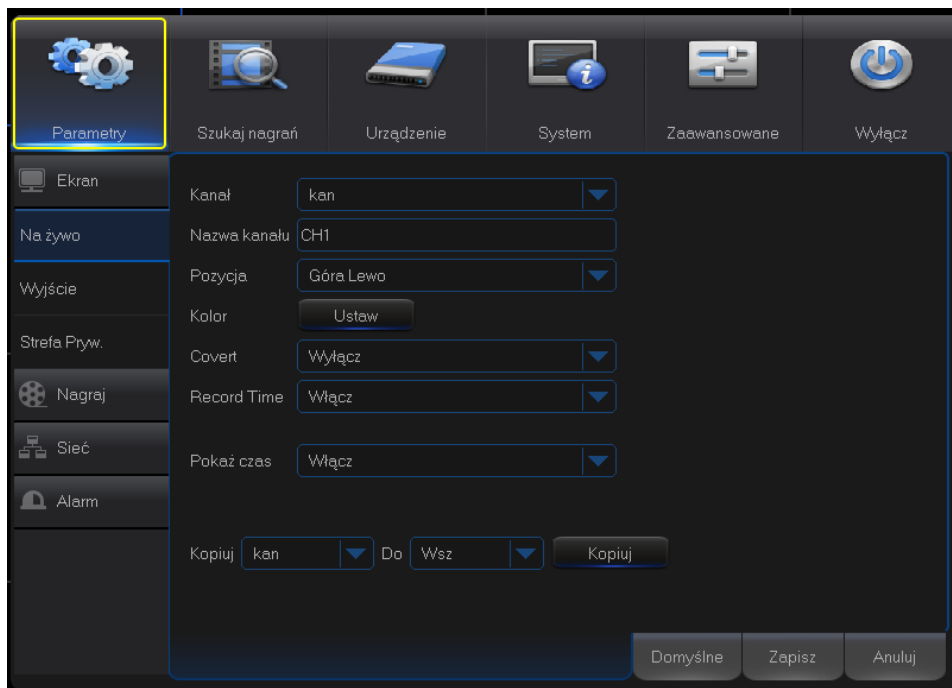 Parametry Szukaj nagrań Urządzenie System Zaawansowane Wyłącz
Ekran
Na żywo
Wyjście
Strefa Pryw.
Nagraj
Sieć
Alarm
Kanał kan
Nazwa kanału CH1
Pozycja Góra Lewo
Kolor Ustaw
Covert Wyłącz
Record Time Włącz
Pokaż czas Włącz
Kopiuj kan Do Wsz Kopiuj
Domyślne Zapisz Anuluj